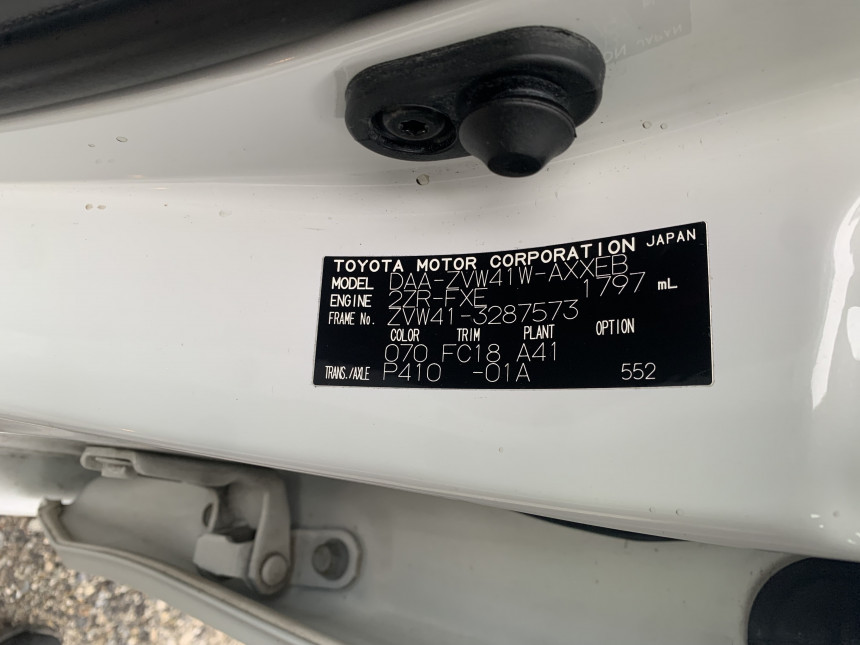 TOYOTA MOTOR CORPORATION JAPAN
MODEL DAA-ZVW41W-AXXEB
ENGINE 2ZR-FXE 1797 mL
FRAME No. ZVW41-3287573
COLOR TRIM PLANT OPTION
070 FC18 A41
TRANS./AXLE P410 -01A 552